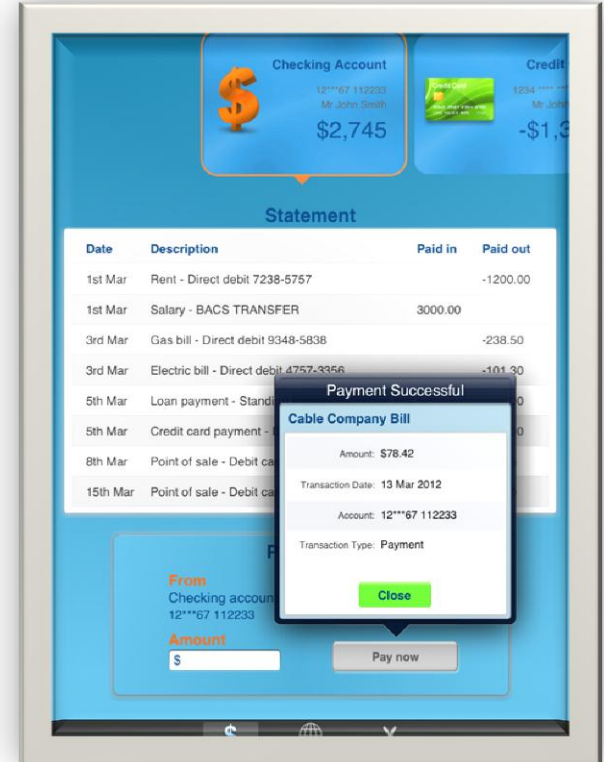 Checking Account
12***67 112233
Mr John Smith
$2,745
Credit Card
Credit
1234 **** ****
Mr John
-$1,3
Statement
Date Description Paid in Paid out
1st Mar Rent - Direct debit 7238-5757 -1200.00
1st Mar Salary - BACS TRANSFER 3000.00
3rd Mar Gas bill - Direct debit 9348-5838 -238.50
3rd Mar Electric bill - Direct debit 4757-3356 -101.30
5th Mar Loan payment - Standi
5th Mar Credit card payment -
8th Mar Point of sale - Debit ca
15th Mar Point of sale - Debit ca
Payment Successful
Cable Company Bill
Amount: $78.42
Transaction Date: 13 Mar 2012
Account: 12***67 112233
Transaction Type: Payment
Close
From
Checking accoun
12***67 112233
Amount
$
Pay now